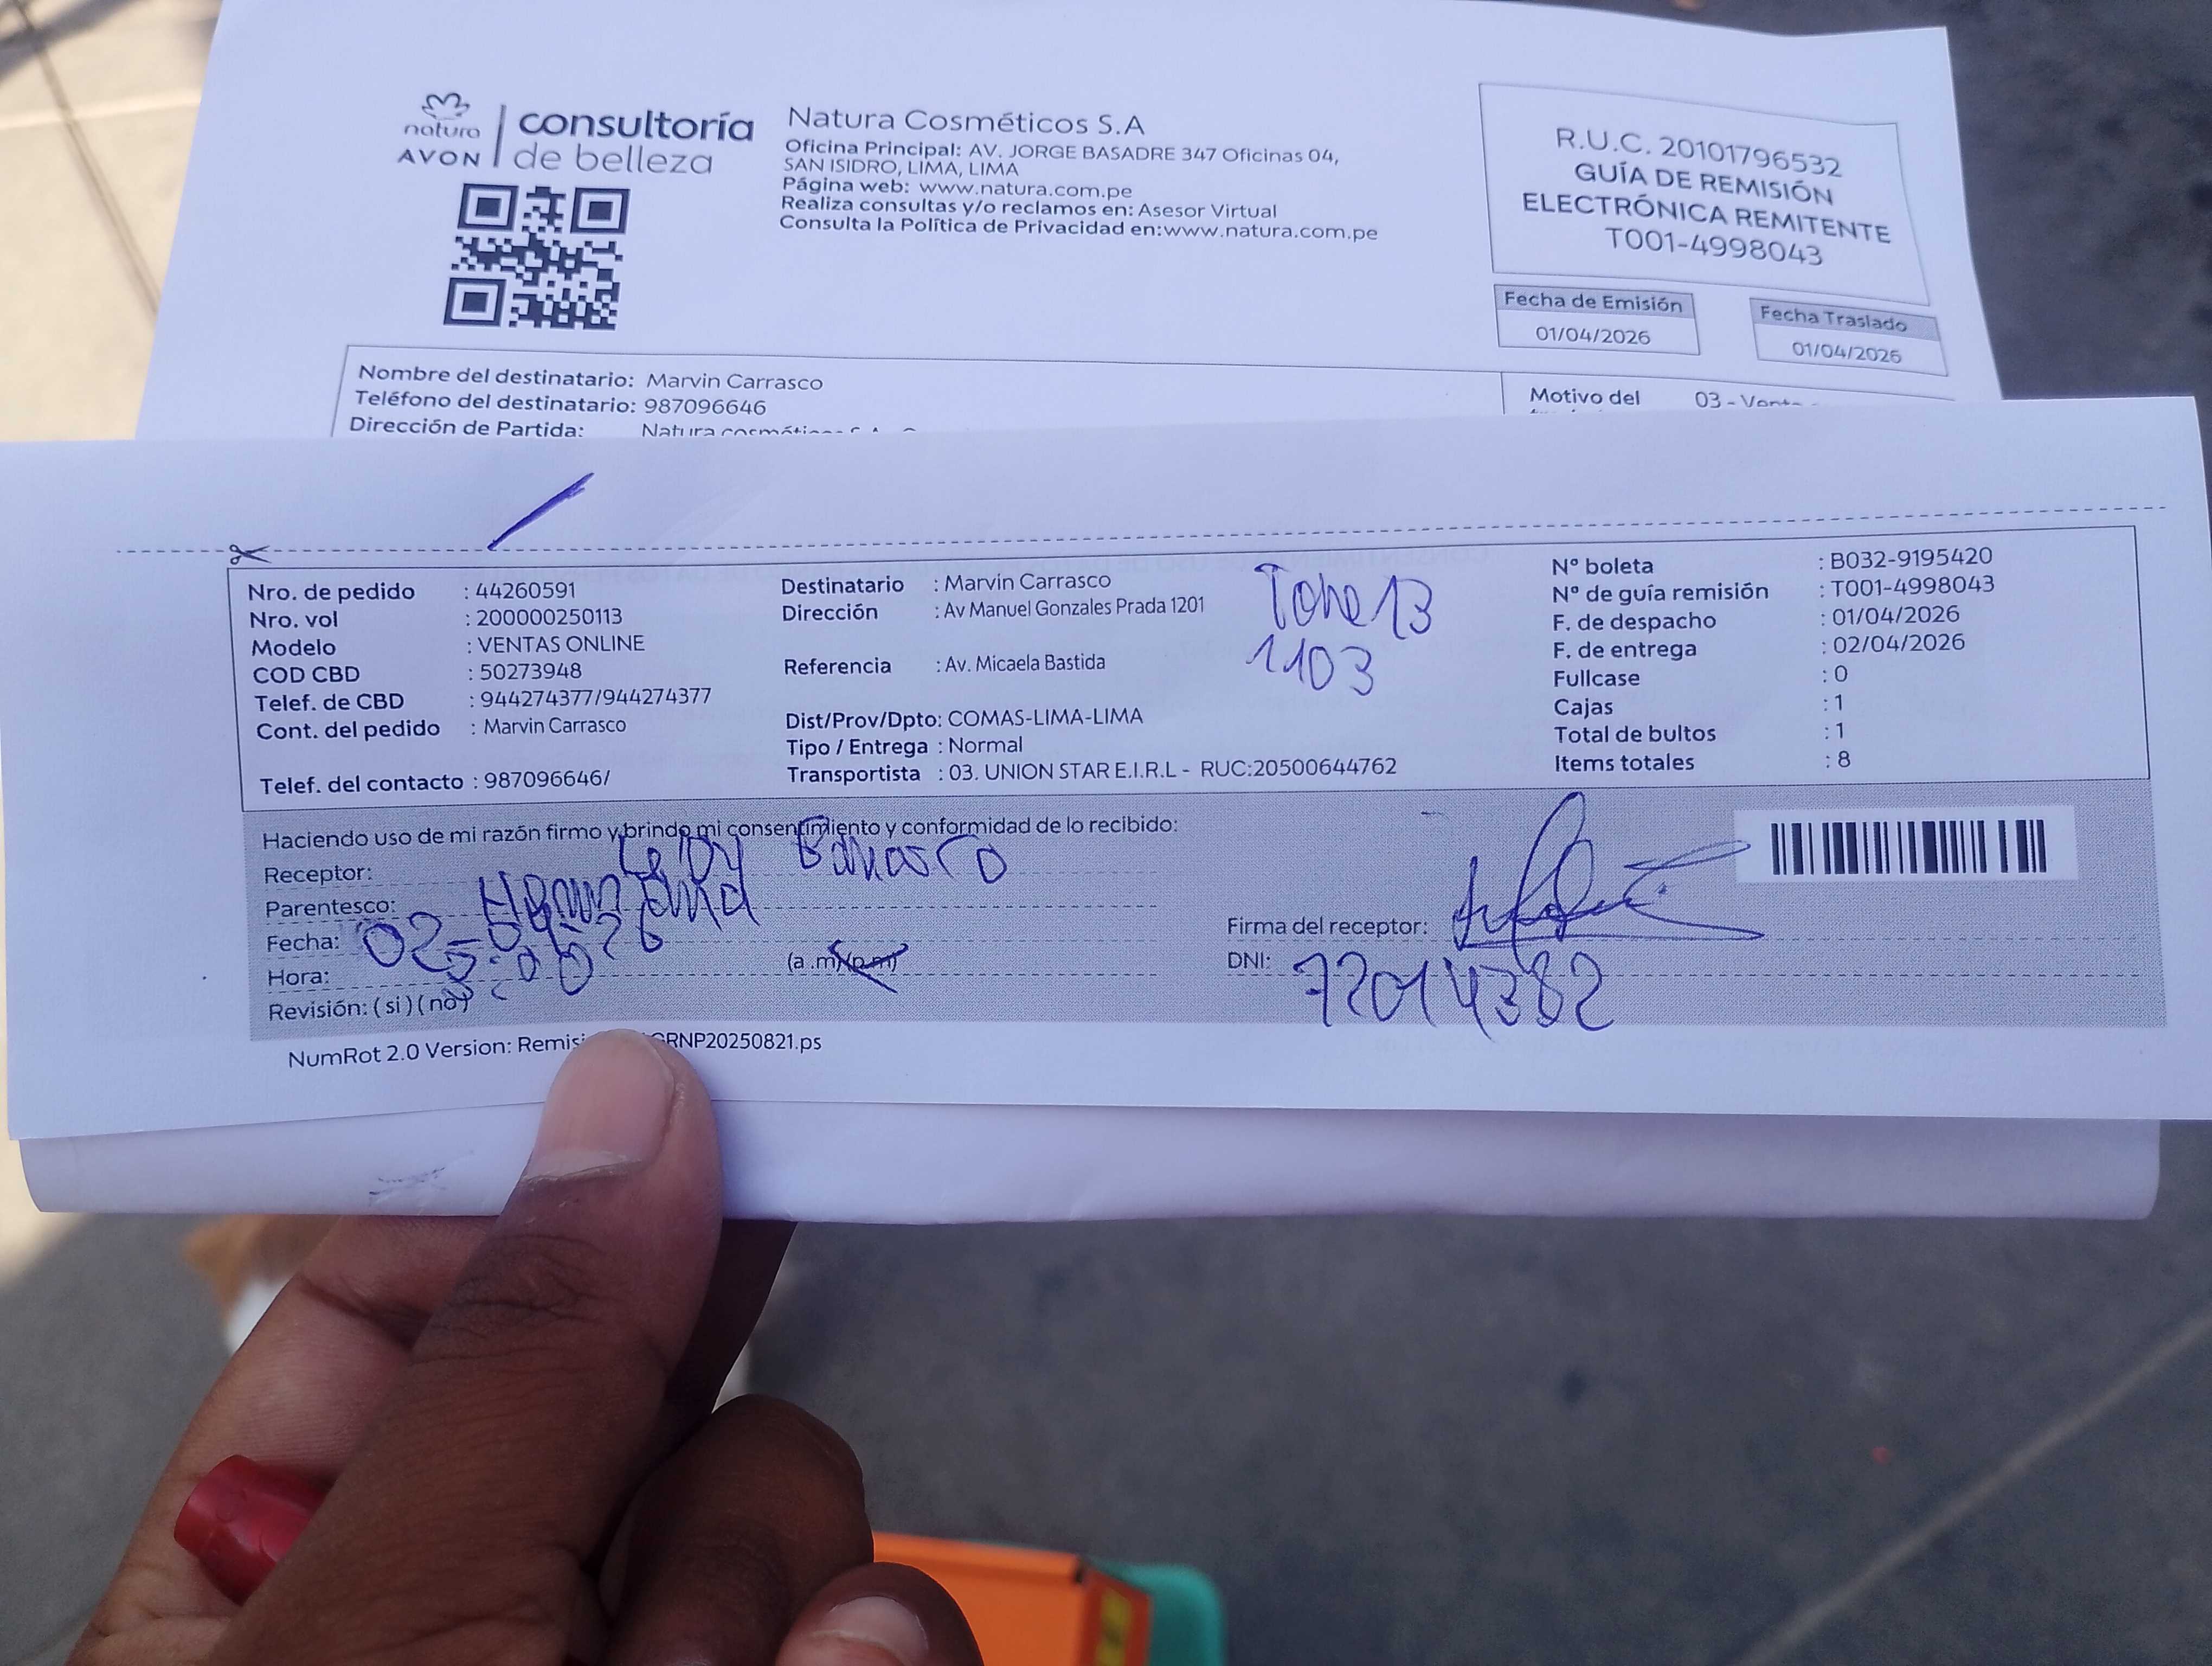 natura
AVON
consultoría
de belleza
Natura Cosméticos S.A
Oficina Principal: AV. JORGE BASADRE 347 Oficinas 04,
SAN ISIDRO, LIMA, LIMA
Página web: www.natura.com.pe
Realiza consultas y/o reclamos en: Asesor Virtual
Consulta la Política de Privacidad en:www.natura.com.pe
R.U.C. 20101796532
GUÍA DE REMISIÓN
ELECTRÓNICA REMITENTE
T001-4998043
Fecha de Emisión
01/04/2026
Fecha Traslado
01/04/2026
Nombre del destinatario: Marvin Carrasco
Teléfono del destinatario: 987096646
Dirección de Partida: Natura cosméticos S.A.
Motivo del
03 - Venta
Nro. de pedido : 44260591
Nro. vol : 200000250113
Modelo : VENTAS ONLINE
COD CBD : 50273948
Telef. de CBD : 944274377/944274377
Cont. del pedido : Marvin Carrasco
Telef. del contacto : 987096646/
Destinatario : Marvin Carrasco
Dirección : Av Manuel Gonzales Prada 1201
Referencia : Av. Micaela Bastida
Dist/Prov/Dpto: COMAS-LIMA-LIMA
Tipo / Entrega : Normal
Transportista : 03. UNION STAR E.I.R.L - RUC:20500644762
13
1103
N° boleta : B032-9195420
N° de guía remisión : T001-4998043
F. de despacho : 01/04/2026
F. de entrega : 02/04/2026
Fullcase : 0
Cajas : 1
Total de bultos : 1
Items totales : 8
Haciendo uso de mi razón firmo y brindo mi consentimiento y conformidad de lo recibido:
Receptor:
Parentesco:
Fecha: 02-04-26
Hora: 5:00 (a .m) (p.m)
Revisión: ( si ) ( no )
Firma del receptor:
DNI: 72014382
NumRot 2.0 Version: GRNP20250821.ps